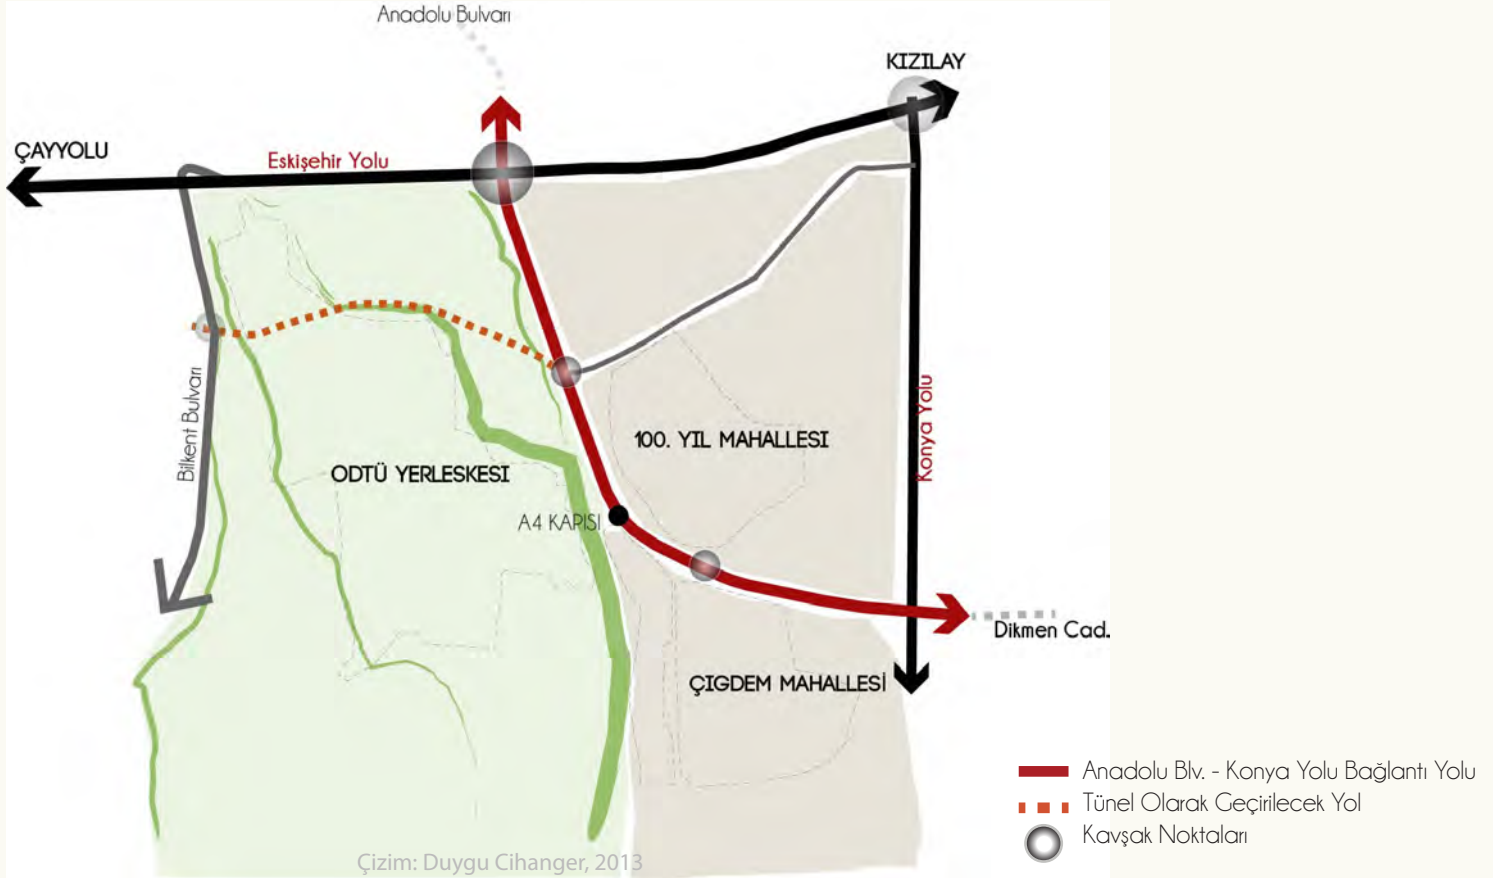 Anadolu Bulvarı
KIZILAY
ÇAYYOLU
Eskişehir Yolu
Bilkent Bulvarı
Konya Yolu
100. YIL MAHALLESI
ODTÜ YERLESKESI
A4 KAPISI
Dikmen Cad.
ÇIGDEM MAHALLESİ
Anadolu Blv. - Konya Yolu Bağlantı Yolu
Tünel Olarak Geçirilecek Yol
Kavşak Noktaları
Çizim: Duygu Cihanger, 2013